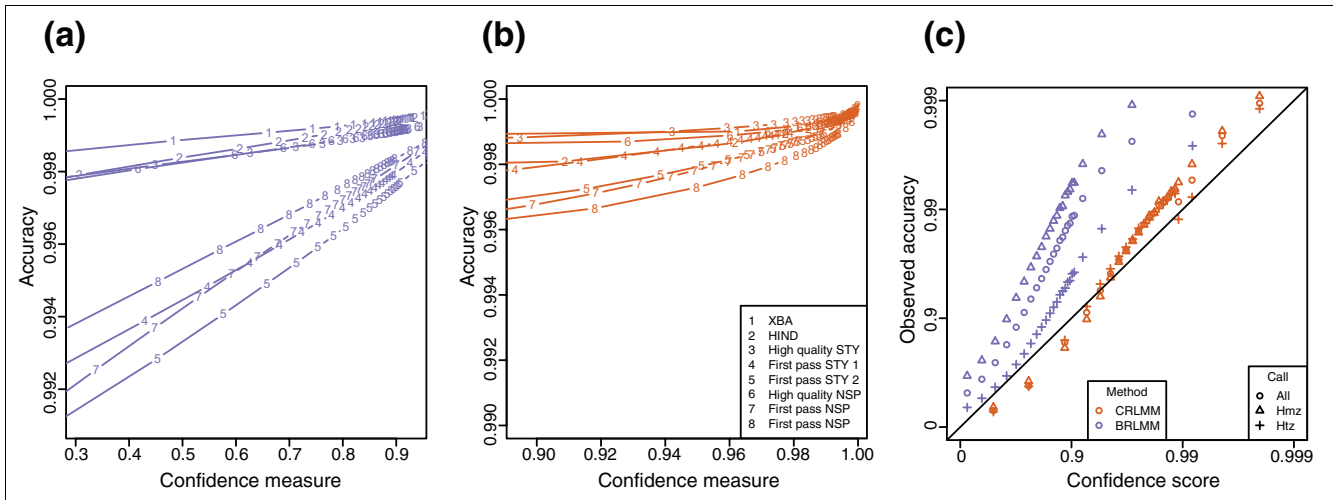 (a)
(b)
(c)
Accuracy
0.992
0.994
0.996
0.998
1.000
0.3 0.4 0.5 0.6 0.7 0.8 0.9
Confidence measure
Accuracy
0.990
0.992
0.994
0.996
0.998
1.000
0.90 0.92 0.94 0.96 0.98 1.00
Confidence measure
1 XBA
2 HIND
3 High quality STY
4 First pass STY 1
5 First pass STY 2
6 High quality NSP
7 First pass NSP
8 First pass NSP
Observed accuracy
0
0.9
0.99
0.999
0 0.9 0.99 0.999
Confidence score
Method
CRLMM
BRLMM
Call
All
Hmz
Htz